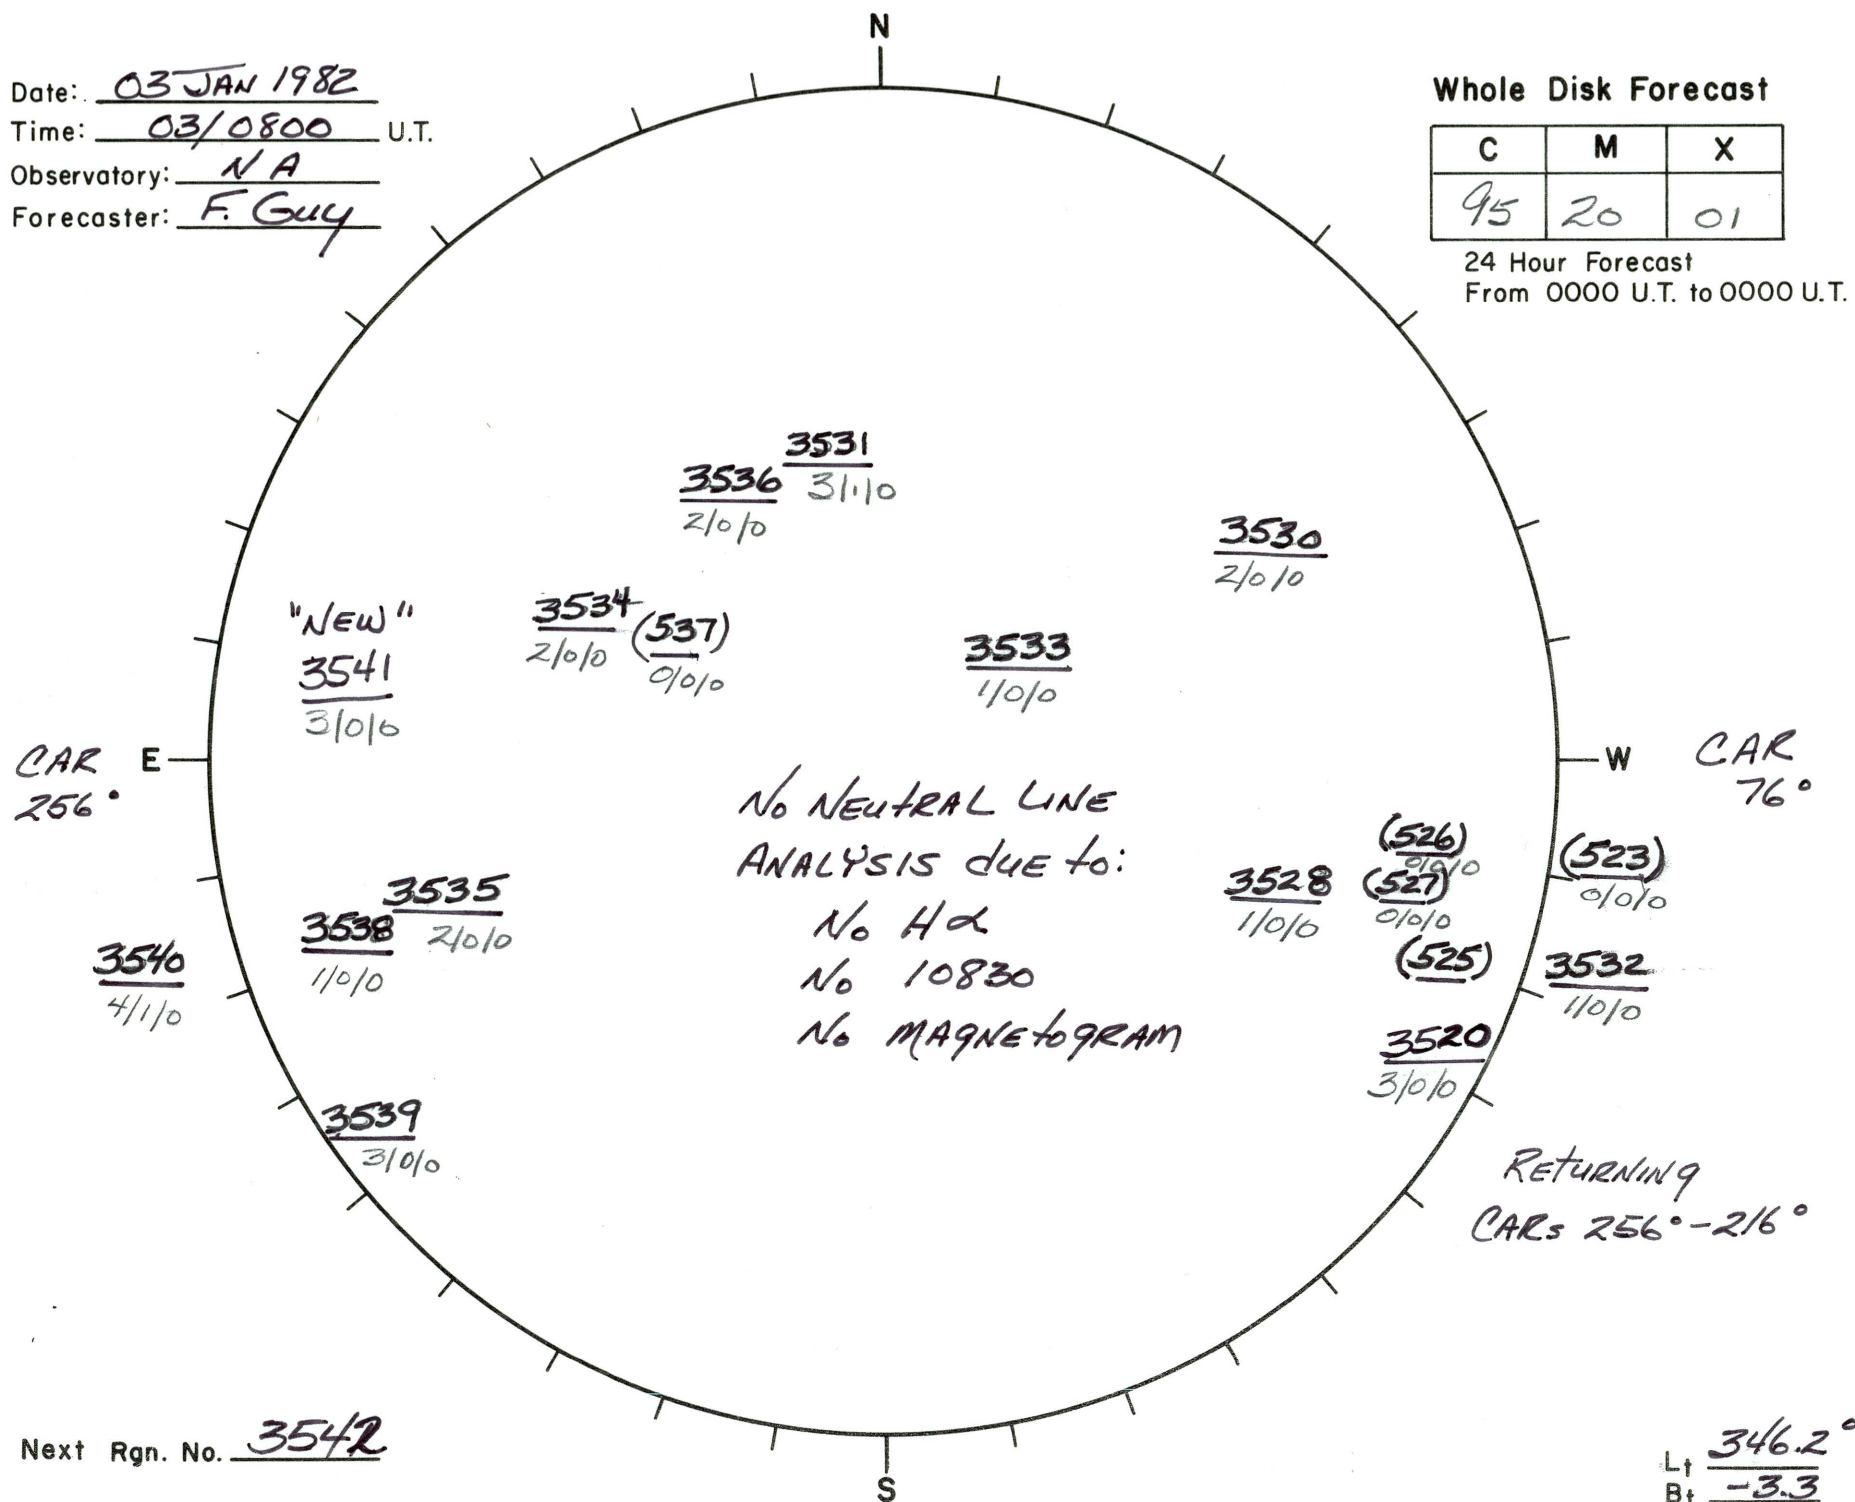 N
Date: 03 JAN 1982
Time: 03/0800 U.T.
Observatory: N A
Forecaster: F. Guy
Whole Disk Forecast
C M X
95 20 01
24 Hour Forecast
From 0000 U.T. to 0000 U.T.
3531
3/1/0
3536
2/0/0
3530
2/0/0
"NEW"
3541
3/0/0
3534
2/0/0
(537)
0/0/0
3533
1/0/0
CAR
256°
E
W
CAR
76°
No NEUTRAL LINE
ANALYSIS due to:
No Hα
No 10830
No MAGNEtogRAM
(526)
0/0/0
(523)
0/0/0
3528
1/0/0
(527)
0/0/0
3535
2/0/0
3538
1/0/0
3540
4/1/0
(525)
3532
1/0/0
3520
3/0/0
3539
3/0/0
RETURNING
CARs 256°-216°
Next Rgn. No. 3542
S
Lt 346.2°
Bt -3.3